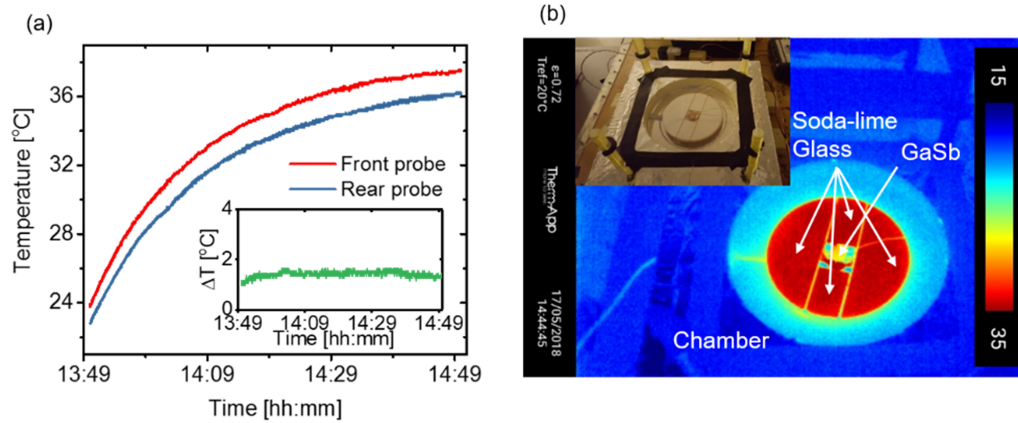 (a)
Temperature [°C]
36
32
28
24
Front probe
Rear probe
ΔT [°C]
4
2
0
13:49 14:09 14:29 14:49
Time [hh:mm]
13:49 14:09 14:29 14:49
Time [hh:mm]
(b)
ε=0.72
Tref=20°C
Therm-App
17/05/2018
14:44:45
Soda-lime
Glass
GaSb
Chamber
15
35